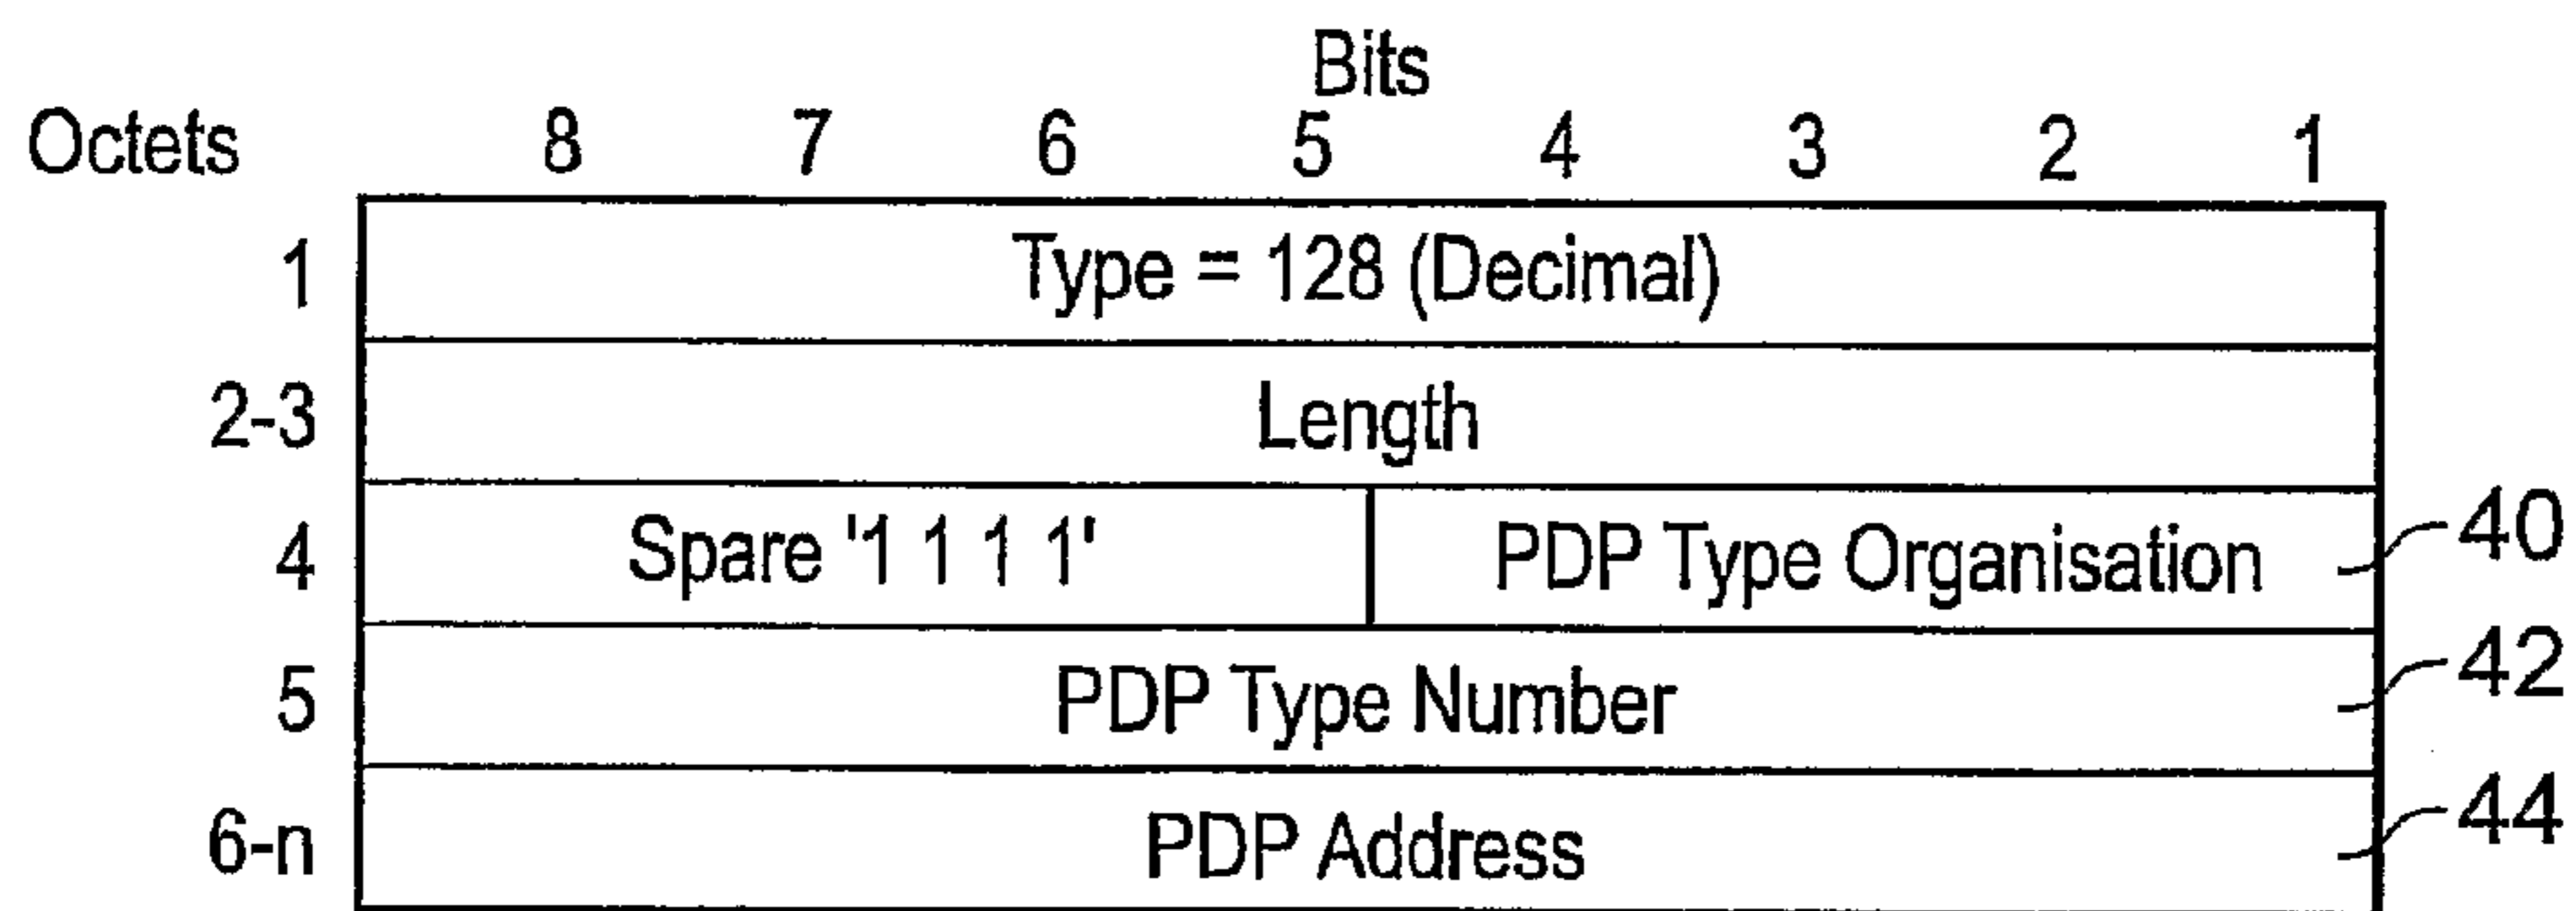 Bits
Octets 8 7 6 5 4 3 2 1
1 Type = 128 (Decimal)
2-3 Length
4 Spare '1 1 1 1' PDP Type Organisation 40
5 PDP Type Number 42
6-n PDP Address 44